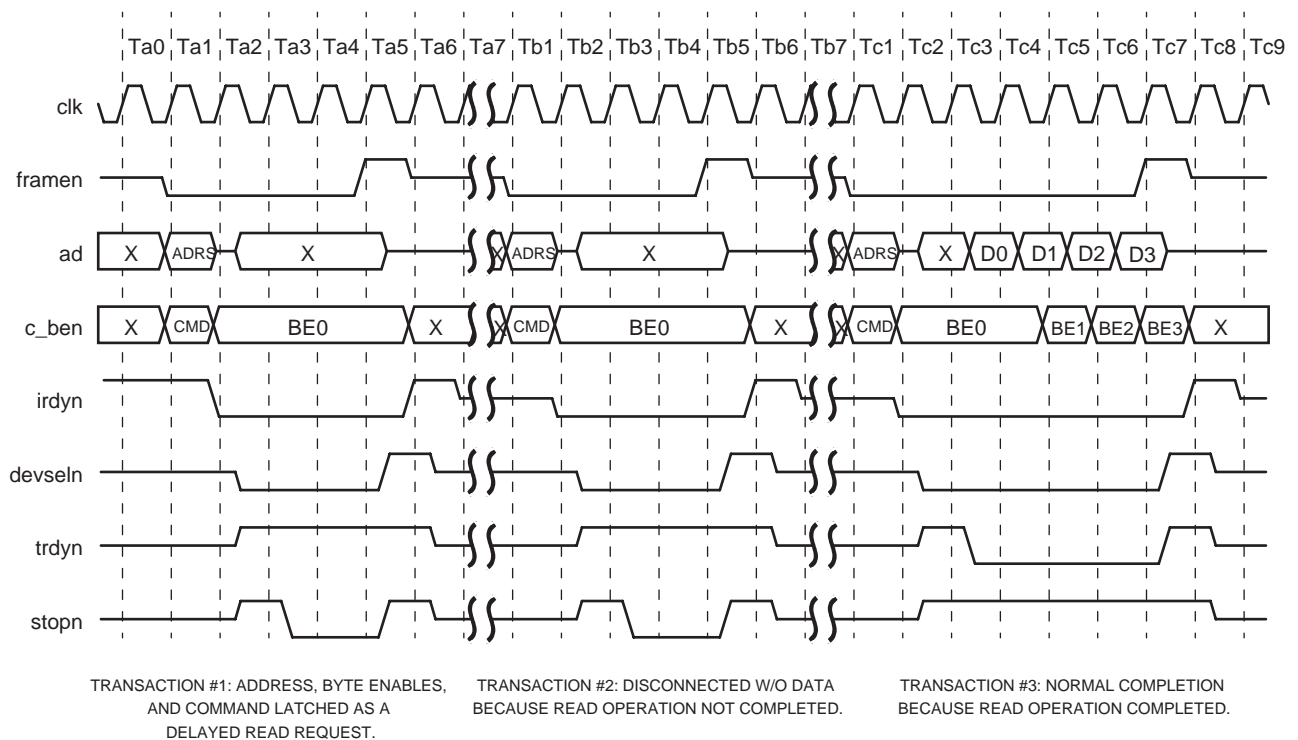 Ta0 Ta1 Ta2 Ta3 Ta4 Ta5 Ta6 Ta7 Tb1 Tb2 Tb3 Tb4 Tb5 Tb6 Tb7 Tc1 Tc2 Tc3 Tc4 Tc5 Tc6 Tc7 Tc8 Tc9
clk
framen
ad X ADRS X X ADRS X X ADRS X D0 D1 D2 D3
c_ben X CMD BE0 X X CMD BE0 X X CMD BE0 BE1 BE2 BE3 X
irdyn
devseln
trdyn
stopn
TRANSACTION #1: ADDRESS, BYTE ENABLES,
AND COMMAND LATCHED AS A
DELAYED READ REQUEST.
TRANSACTION #2: DISCONNECTED W/O DATA
BECAUSE READ OPERATION NOT COMPLETED.
TRANSACTION #3: NORMAL COMPLETION
BECAUSE READ OPERATION COMPLETED.